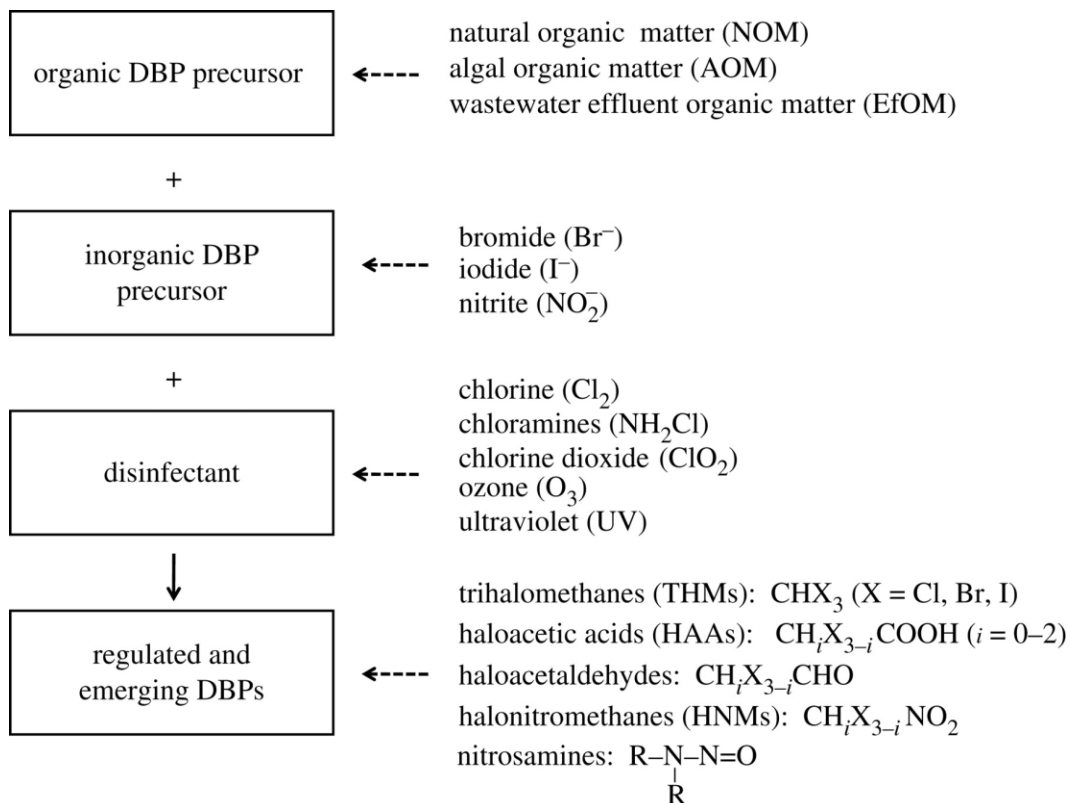 organic DBP precursor
natural organic matter (NOM)
algal organic matter (AOM)
wastewater effluent organic matter (EfOM)
+
inorganic DBP
precursor
bromide (Br⁻)
iodide (I⁻)
nitrite (NO₂⁻)
+
disinfectant
chlorine (Cl₂)
chloramines (NH₂Cl)
chlorine dioxide (ClO₂)
ozone (O₃)
ultraviolet (UV)
regulated and
emerging DBPs
trihalomethanes (THMs): CHX₃ (X = Cl, Br, I)
haloacetic acids (HAAs): CHᵢX₃₋ᵢCOOH (i = 0–2)
haloacetaldehydes: CHᵢX₃₋ᵢCHO
halonitromethanes (HNMs): CHᵢX₃₋ᵢNO₂
nitrosamines: R–N–N=O
R